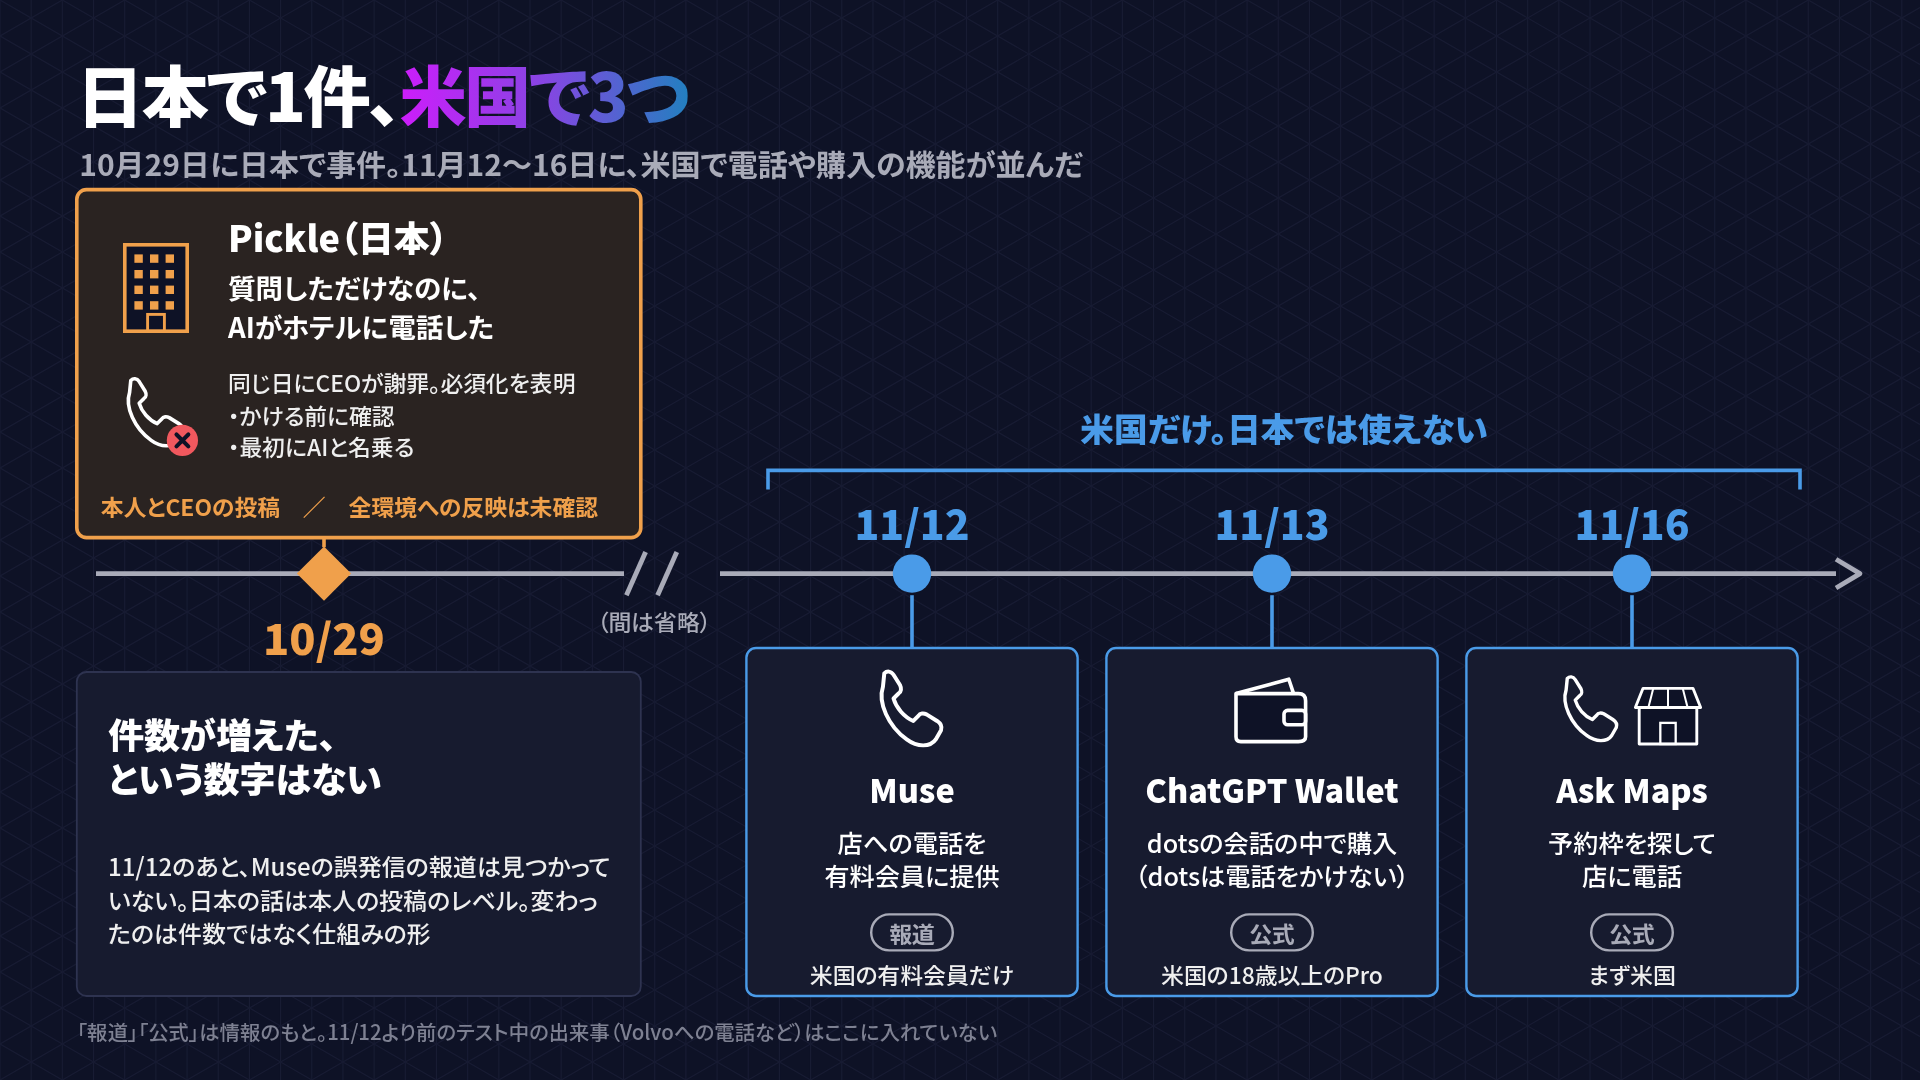 日本で1件、米国で3つ
10月29日に日本で事件。11月12〜16日に、米国で電話や購入の機能が並んだ
Pickle（日本）
質問しただけなのに、
AIがホテルに電話した
同じ日にCEOが謝罪。必須化を表明
・かける前に確認
・最初にAIと名乗る
本人とCEOの投稿　／　全環境への反映は未確認
10/29
（間は省略）
米国だけ。日本では使えない
11/12
11/13
11/16
件数が増えた、
という数字はない
11/12のあと、Museの誤発信の報道は見つかって
いない。日本の話は本人の投稿のレベル。変わっ
たのは件数ではなく仕組みの形
Muse
店への電話を
有料会員に提供
報道
米国の有料会員だけ
ChatGPT Wallet
dotsの会話の中で購入
（dotsは電話をかけない）
公式
米国の18歳以上のPro
Ask Maps
予約枠を探して
店に電話
公式
まず米国
「報道」「公式」は情報のもと。11/12より前のテスト中の出来事（Volvoへの電話など）はここに入れていない